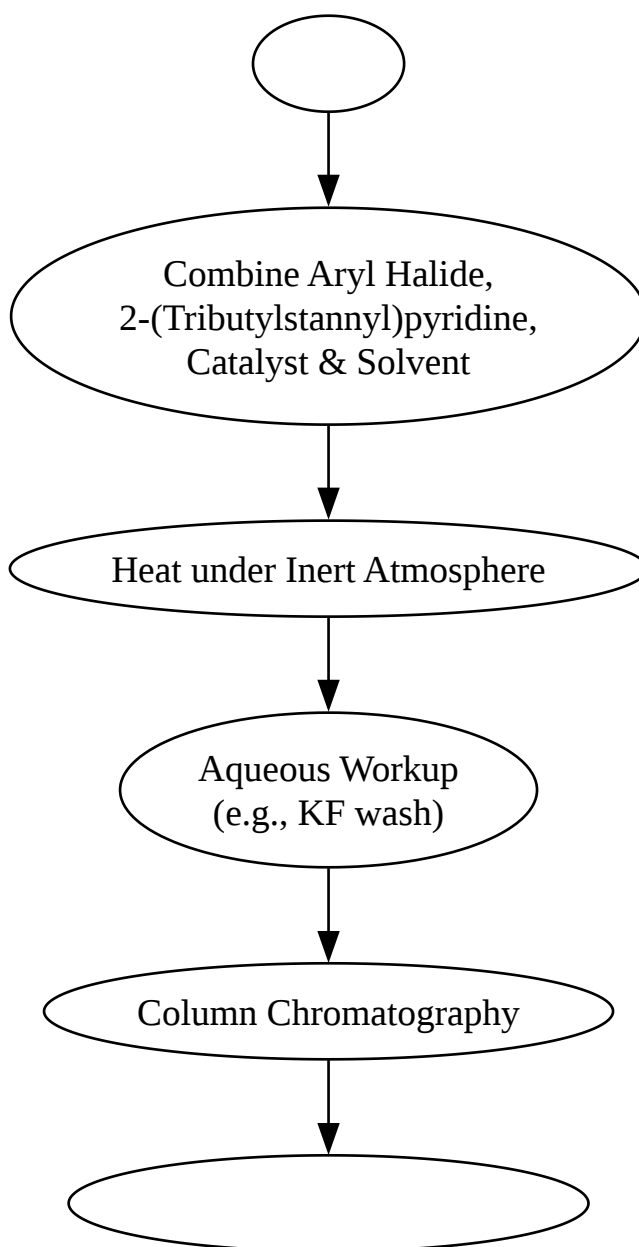 Combine Aryl Halide,
2-(Tributylstannyl)pyridine,
Catalyst & Solvent
Heat under Inert Atmosphere
Aqueous Workup
(e.g., KF wash)
Column Chromatography